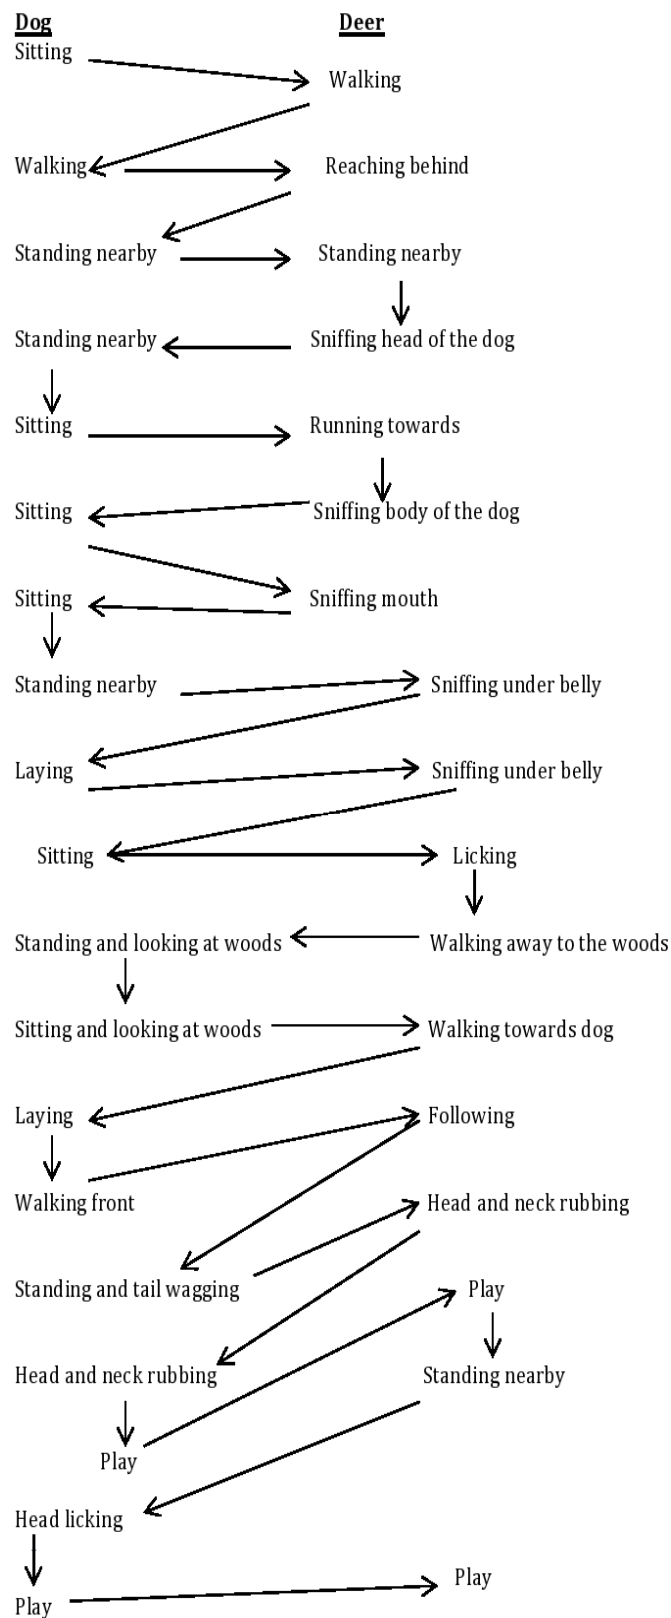 Dog Deer
Sitting
Walking
Walking Reaching behind
Standing nearby Standing nearby
Standing nearby Sniffing head of the dog
Sitting Running towards
Sitting Sniffing body of the dog
Sitting Sniffing mouth
Standing nearby Sniffing under belly
Laying Sniffing under belly
Sitting Licking
Standing and looking at woods Walking away to the woods
Sitting and looking at woods Walking towards dog
Laying Following
Walking front Head and neck rubbing
Standing and tail wagging Play
Head and neck rubbing Standing nearby
Play
Head licking
Play
Play